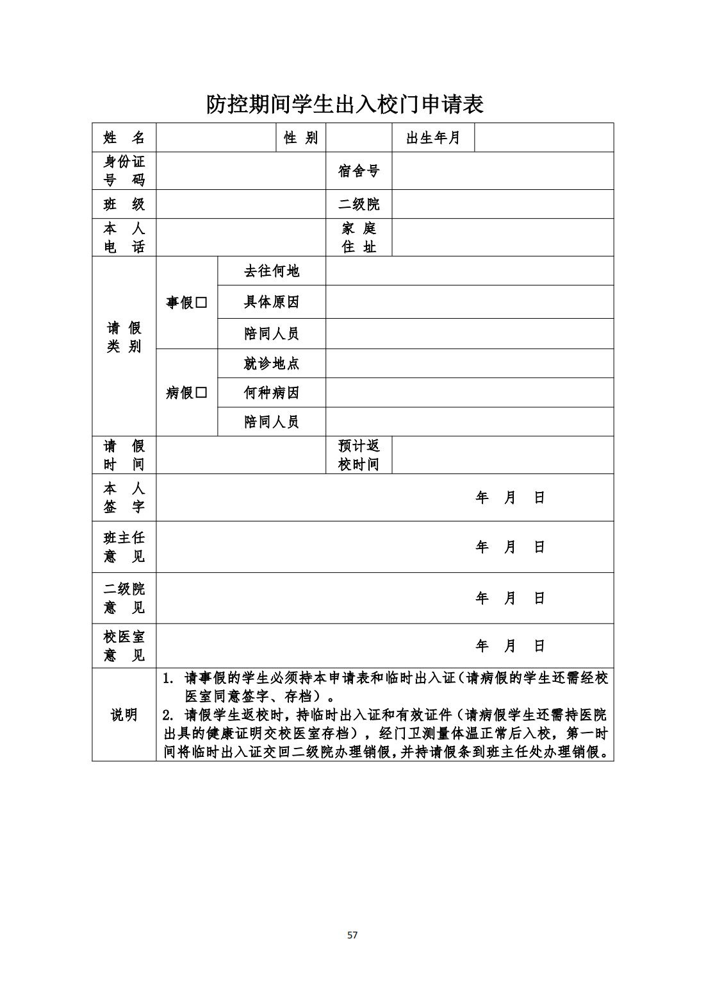 防控期间学生出入校门申请表
姓 名 性 别 出生年月
身份证
号 码
宿舍号
班 级 二级院
本 人
电 话
家 庭
住 址
请 假
类 别
事假□
去往何地
具体原因
陪同人员
病假□
就诊地点
何种病因
陪同人员
请 假
时 间
预计返
校时间
本 人
签 字
年 月 日
班主任
意 见
年 月 日
二级院
意 见
年 月 日
校医室
意 见
年 月 日
说明
1. 请事假的学生必须持本申请表和临时出入证（请病假的学生还需经校
医室同意签字、存档）。
2. 请假学生返校时，持临时出入证和有效证件（请病假学生还需持医院
出具的健康证明交校医室存档），经门卫测量体温正常后入校，第一时
间将临时出入证交回二级院办理销假，并持请假条到班主任处办理销假。
57